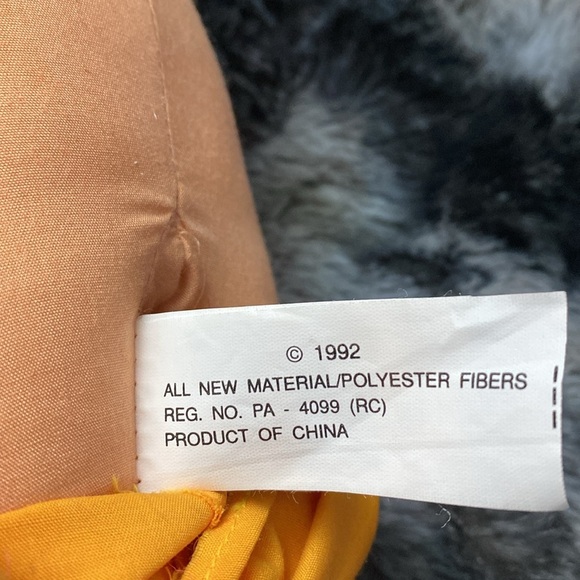 © 1992
ALL NEW MATERIAL/POLYESTER FIBERS
REG. NO. PA - 4099 (RC)
PRODUCT OF CHINA